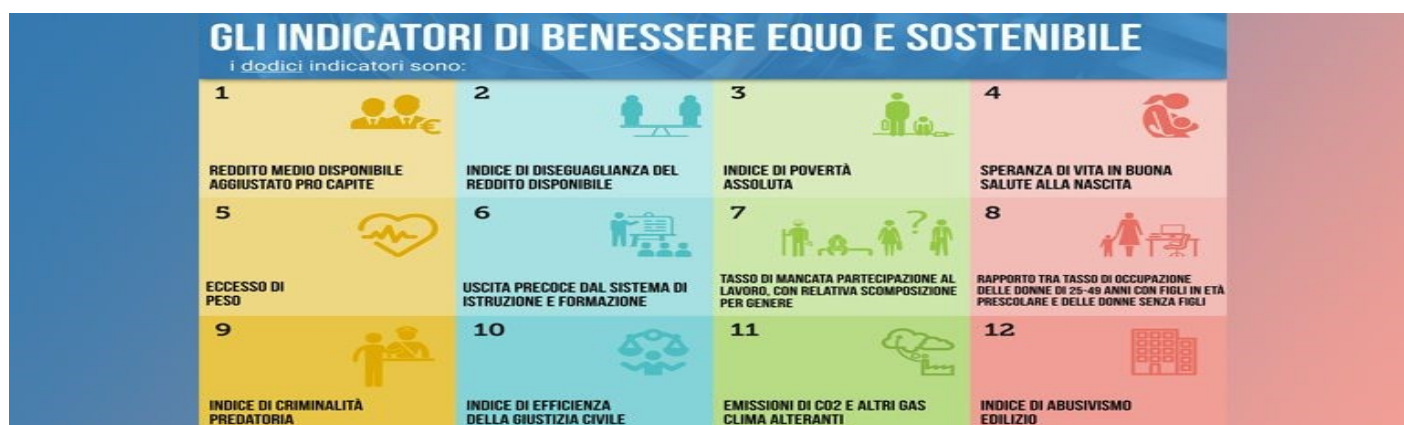 GLI INDICATORI DI BENESSERE EQUO E SOSTENIBILE
i dodici indicatori sono:
1
REDDITO MEDIO DISPONIBILE
AGGIUSTATO PRO CAPITE
2
INDICE DI DISEGUAGLIANZA DEL
REDDITO DISPONIBILE
3
INDICE DI POVERTÀ
ASSOLUTA
4
SPERANZA DI VITA IN BUONA
SALUTE ALLA NASCITA
5
ECCESSO DI
PESO
6
USCITA PRECOCE DAL SISTEMA DI
ISTRUZIONE E FORMAZIONE
7
?
TASSO DI MANCATA PARTECIPAZIONE AL
LAVORO, CON RELATIVA SCOMPOSIZIONE
PER GENERE
8
RAPPORTO TRA TASSO DI OCCUPAZIONE
DELLE DONNE DI 25-49 ANNI CON FIGLI IN ETÀ
PRESCOLARE E DELLE DONNE SENZA FIGLI
9
INDICE DI CRIMINALITÀ
PREDATORIA
10
INDICE DI EFFICIENZA
DELLA GIUSTIZIA CIVILE
11
EMISSIONI DI CO2 E ALTRI GAS
CLIMA ALTERANTI
12
INDICE DI ABUSIVISMO
EDILIZIO